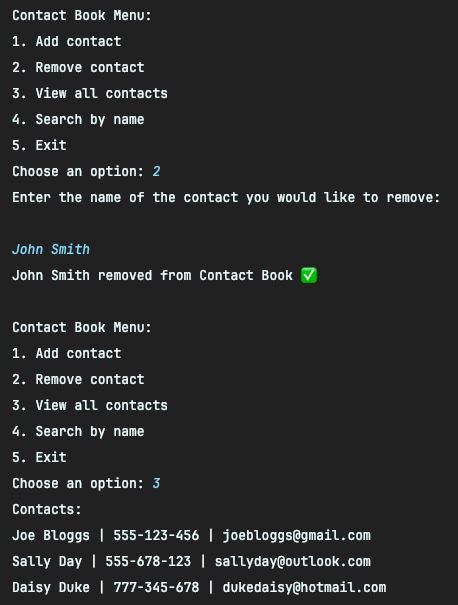 Contact Book Menu:
1. Add contact
2. Remove contact
3. View all contacts
4. Search by name
5. Exit
Choose an option: 2
Enter the name of the contact you would like to remove:
John Smith
John Smith removed from Contact Book ✅
Contact Book Menu:
1. Add contact
2. Remove contact
3. View all contacts
4. Search by name
5. Exit
Choose an option: 3
Contacts:
Joe Bloggs | 555-123-456 | joebloggs@gmail.com
Sally Day | 555-678-123 | sallyday@outlook.com
Daisy Duke | 777-345-678 | dukedaisy@hotmail.com